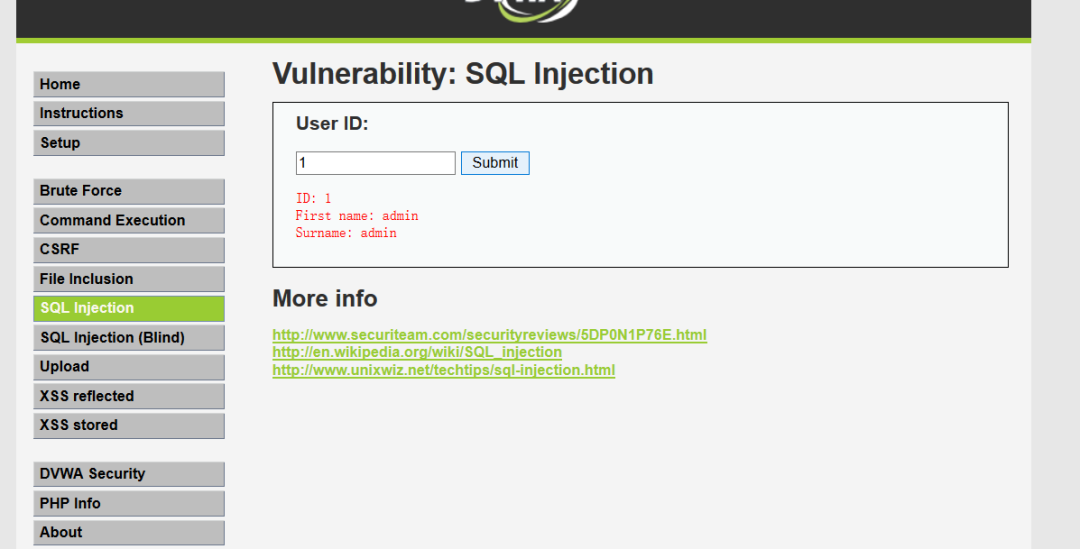 Home
Instructions
Setup
Brute Force
Command Execution
CSRF
File Inclusion
SQL Injection
SQL Injection (Blind)
Upload
XSS reflected
XSS stored
DVWA Security
PHP Info
About
Vulnerability: SQL Injection
User ID:
1 Submit
ID: 1
First name: admin
Surname: admin
More info
http://www.securiteam.com/securityreviews/5DP0N1P76E.html
http://en.wikipedia.org/wiki/SQL_injection
http://www.unixwiz.net/techtips/sql-injection.html